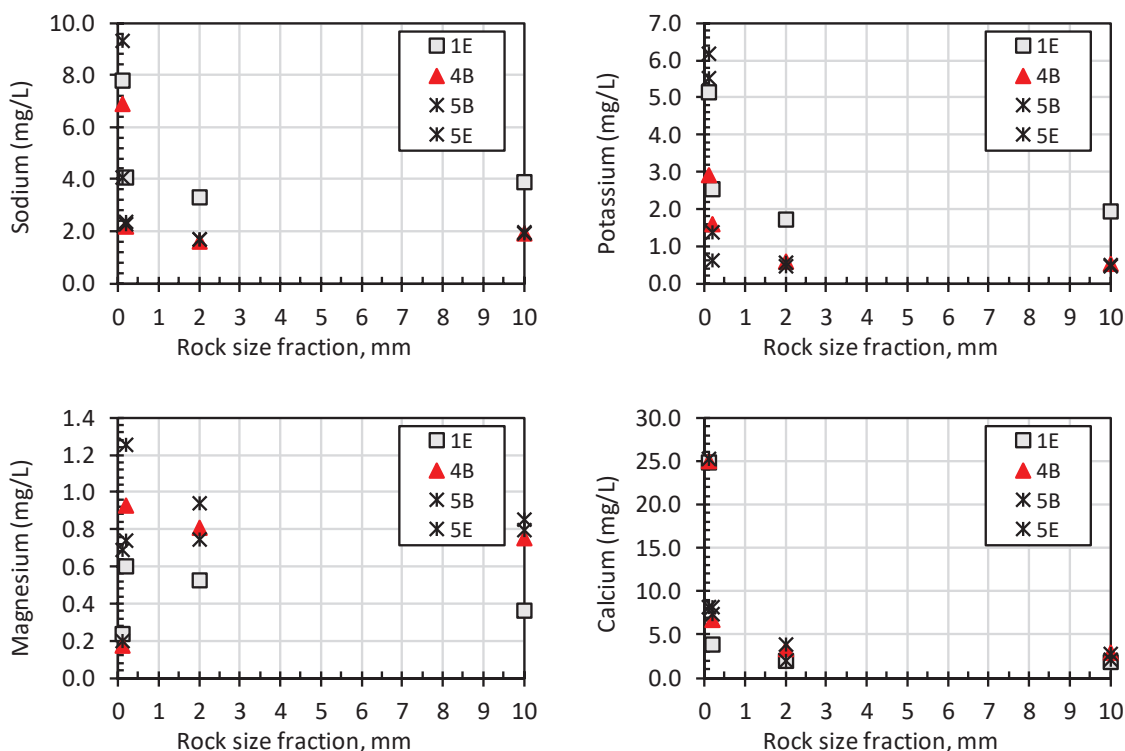 Sodium (mg/L)
10.0
8.0
6.0
4.0
2.0
0.0
1E
4B
5B
5E
0 1 2 3 4 5 6 7 8 9 10
Rock size fraction, mm
Potassium (mg/L)
7.0
6.0
5.0
4.0
3.0
2.0
1.0
0.0
1E
4B
5B
5E
0 1 2 3 4 5 6 7 8 9 10
Rock size fraction, mm
Magnesium (mg/L)
1.4
1.2
1.0
0.8
0.6
0.4
0.2
0.0
1E
4B
5B
5E
0 1 2 3 4 5 6 7 8 9 10
Rock size fraction, mm
Calcium (mg/L)
30.0
25.0
20.0
15.0
10.0
5.0
0.0
1E
4B
5B
5E
0 1 2 3 4 5 6 7 8 9 10
Rock size fraction, mm